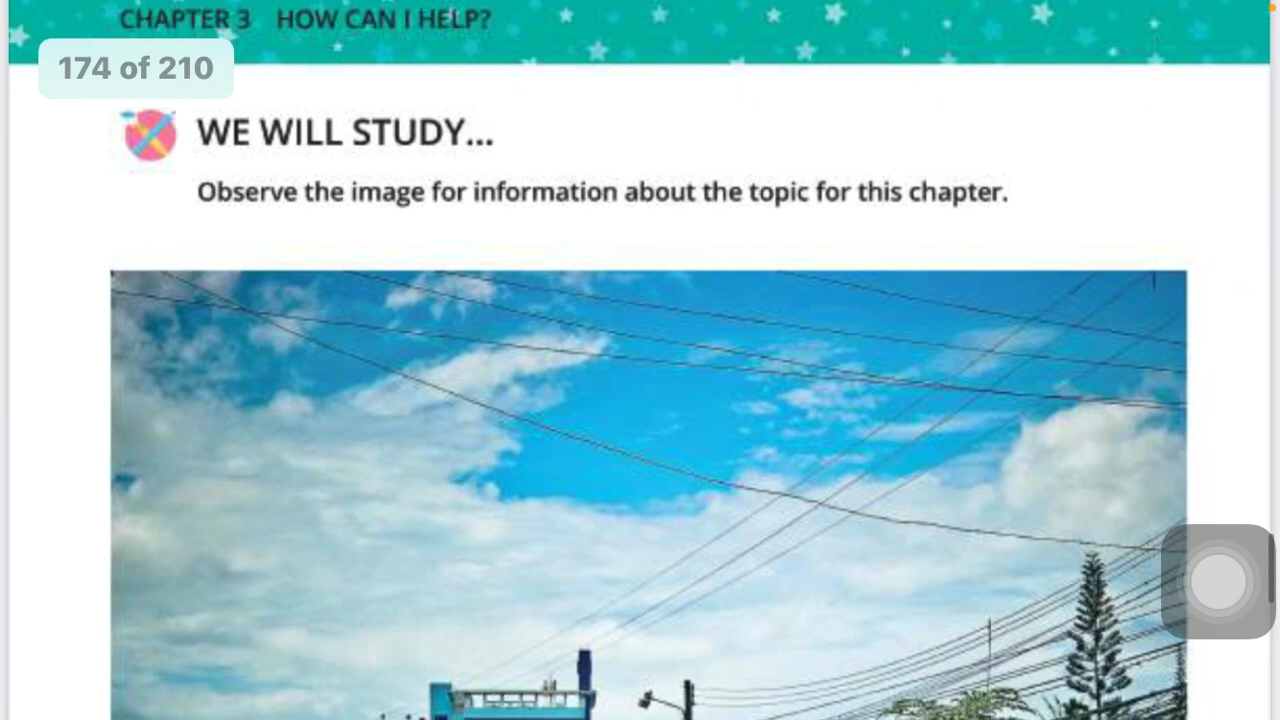 CHAPTER 3 HOW CAN I HELP?
174 of 210
WE WILL STUDY...
Observe the image for information about the topic for this chapter.